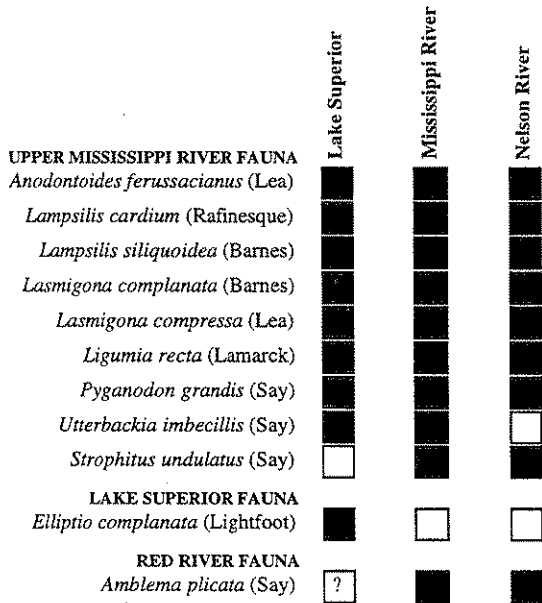 Lake Superior
Mississippi River
Nelson River
UPPER MISSISSIPPI RIVER FAUNA
Anodontoides ferussacianus (Lea)
Lampsilis cardium (Rafinesque)
Lampsilis siliquoidea (Barnes)
Lasmigona complanata (Barnes)
Lasmigona compressa (Lea)
Ligumia recta (Lamarck)
Pyganodon grandis (Say)
Utterbackia imbecillis (Say)
Strophitus undulatus (Say)
LAKE SUPERIOR FAUNA
Elliptio complanata (Lightfoot)
RED RIVER FAUNA
Amblema plicata (Say) ?